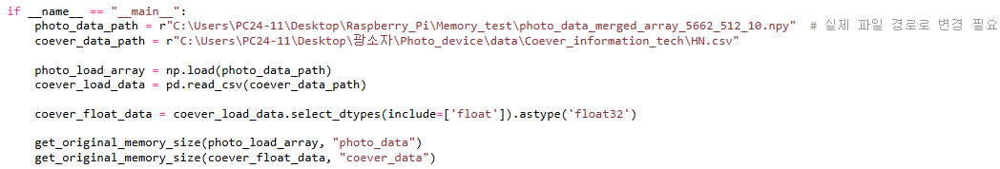 if __name__ == "__main__":
    photo_data_path = r"C:\Users\PC24-11\Desktop\Raspberry_Pi\Memory_test\photo_data_merged_array_5662_512_10.npy"  # 실제 파일 경로로 변경 필요
    coever_data_path = r"C:\Users\PC24-11\Desktop\광소자\Photo_device\data\Coever_information_tech\HN.csv"

    photo_load_array = np.load(photo_data_path)
    coever_load_data = pd.read_csv(coever_data_path)

    coever_float_data = coever_load_data.select_dtypes(include=['float']).astype('float32')

    get_original_memory_size(photo_load_array, "photo_data")
    get_original_memory_size(coever_float_data, "coever_data")